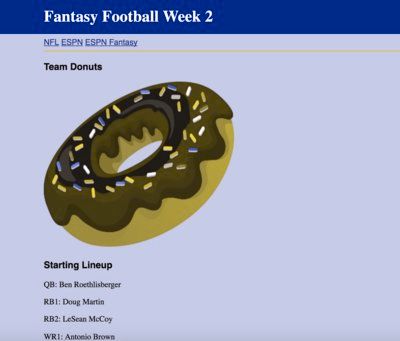 Fantasy Football Week 2
NFL ESPN ESPN Fantasy
Team Donuts
Starting Lineup
QB: Ben Roethlisberger
RB1: Doug Martin
RB2: LeSean McCoy
WR1: Antonio Brown